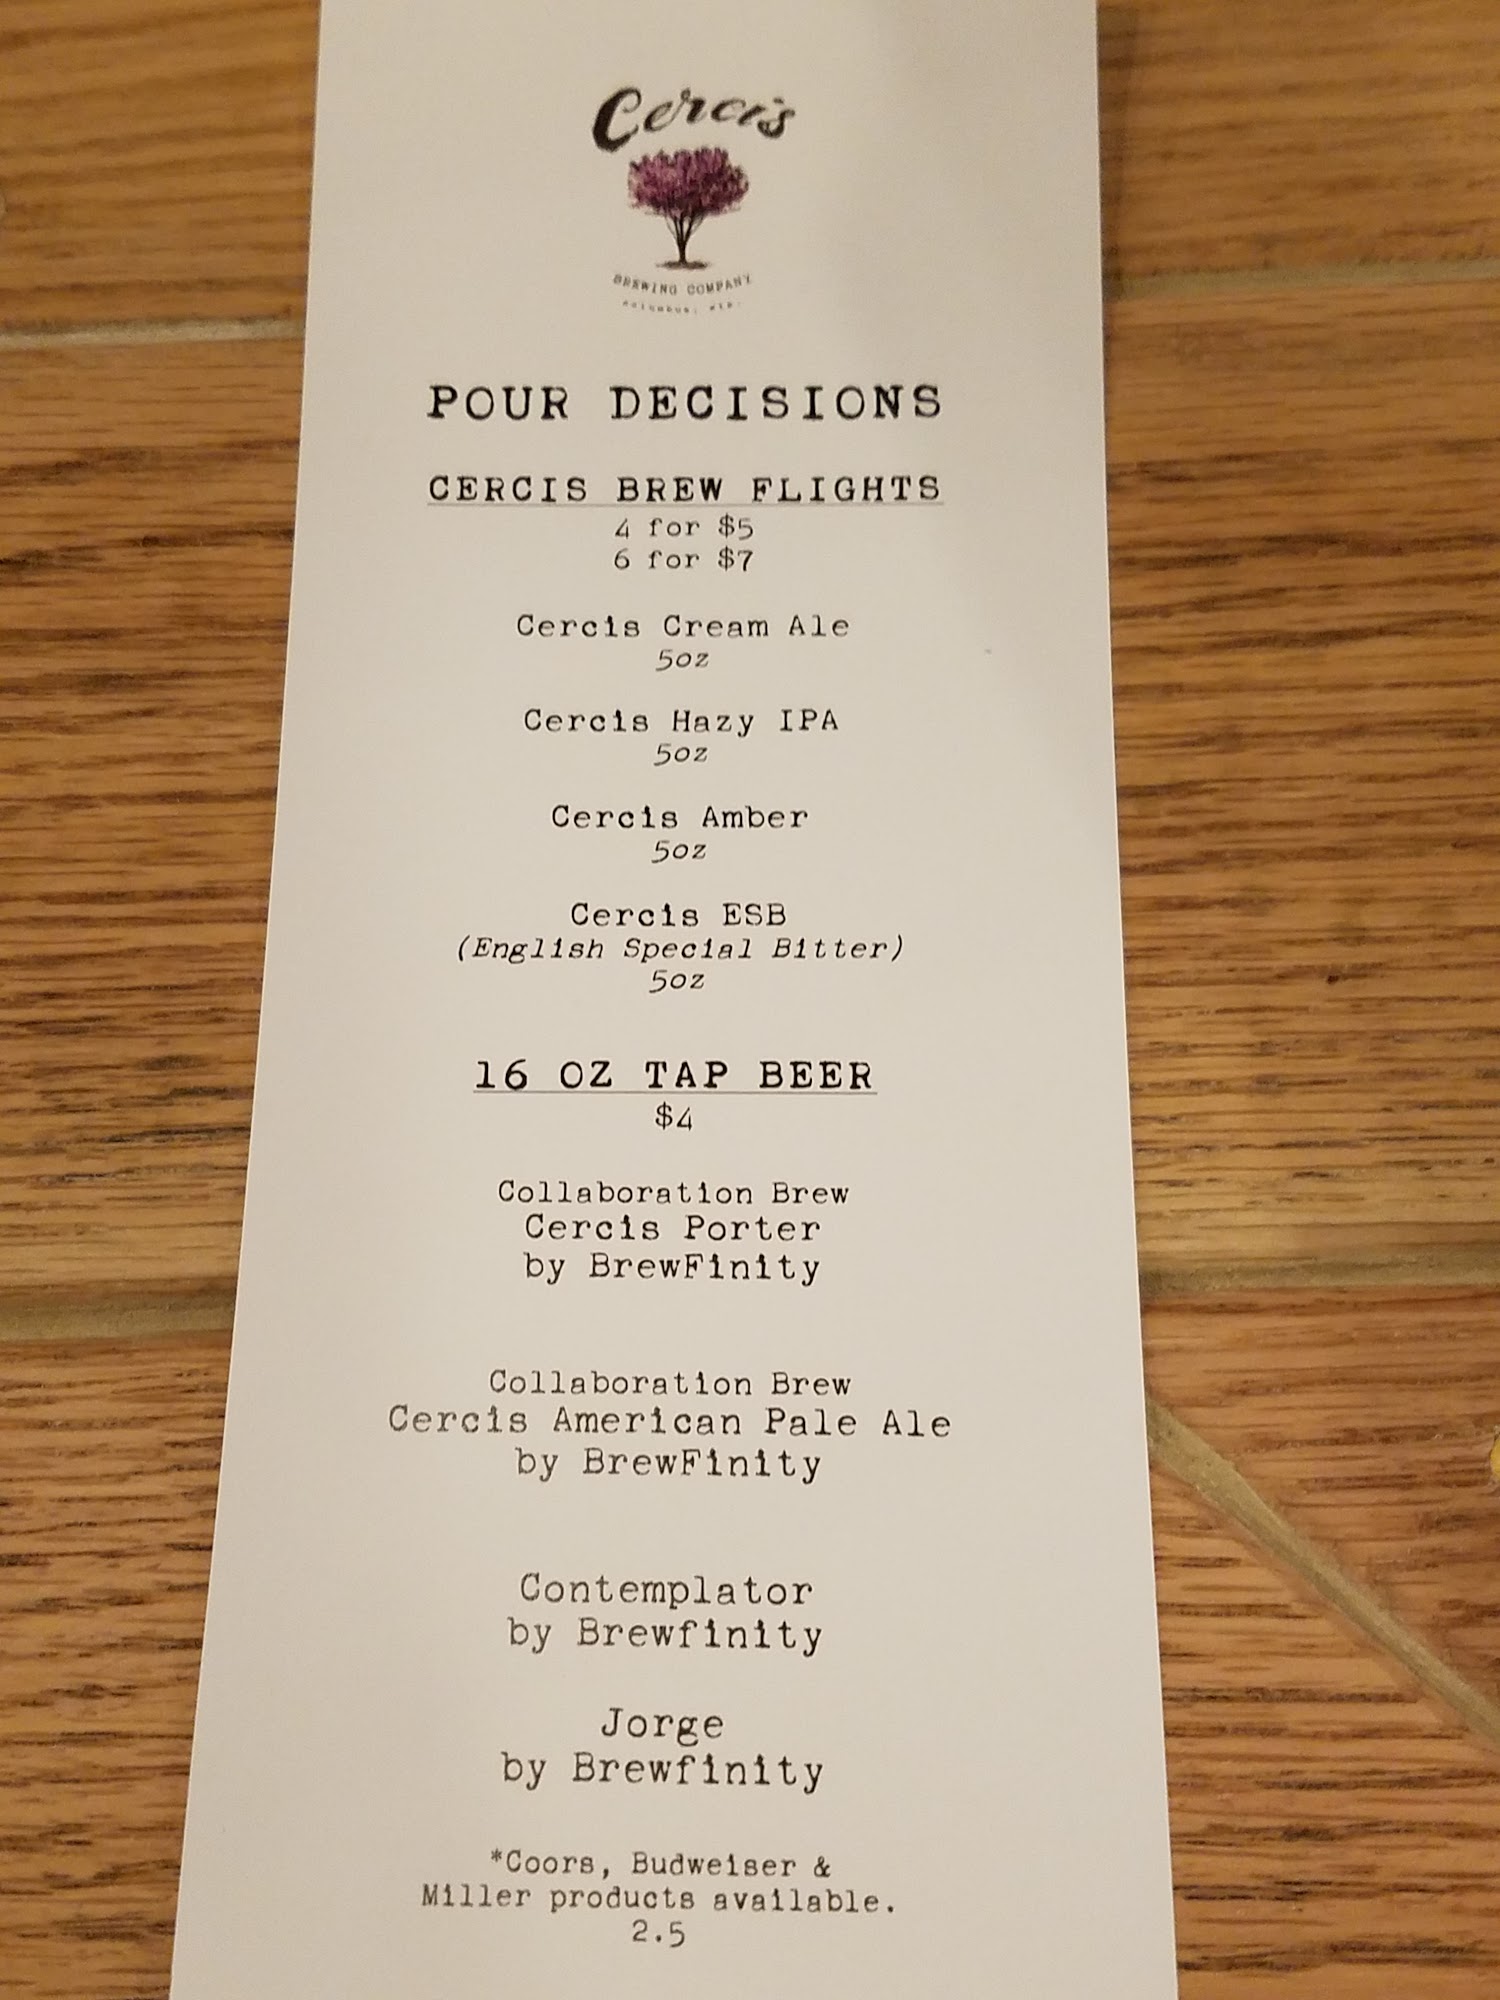 Cercis
BREWING COMPANY
COLUMBUS, WIS.
POUR DECISIONS
CERCIS BREW FLIGHTS
4 for $5
6 for $7
Cercis Cream Ale
5oz
Cercis Hazy IPA
5oz
Cercis Amber
5oz
Cercis ESB
(English Special Bitter)
5oz
16 OZ TAP BEER
$4
Collaboration Brew
Cercis Porter
by BrewFinity
Collaboration Brew
Cercis American Pale Ale
by BrewFinity
Contemplator
by Brewfinity
Jorge
by Brewfinity
*Coors, Budweiser &
Miller products available.
2.5